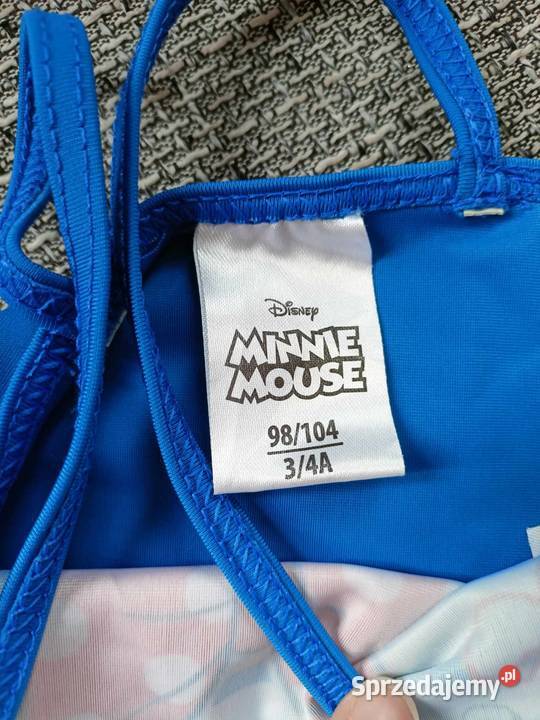 Disney
MINNIE
MOUSE
98/104
3/4A
Sprzedajemy.pl